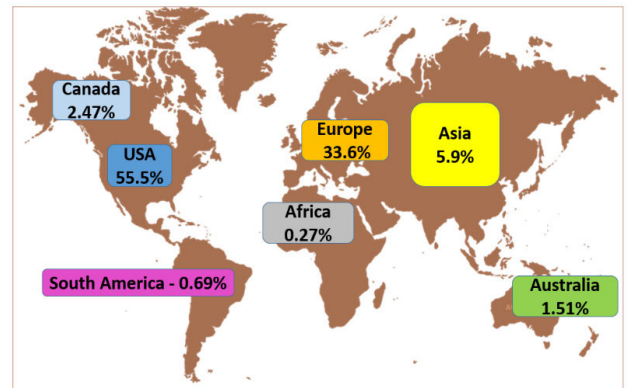 Canada
2.47%
USA
55.5%
Europe
33.6%
Asia
5.9%
Africa
0.27%
South America - 0.69%
Australia
1.51%